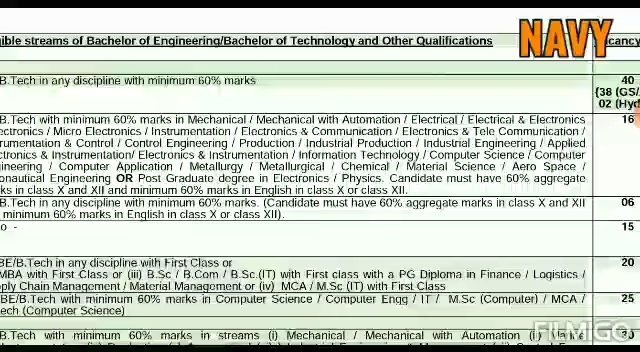 ible streams of Bachelor of Engineering/Bachelor of Technology and Other Qualifications
NAVY
B.Tech in any discipline with minimum 60% marks
40
{38 (GS/
02 (Hyd
B.Tech with minimum 60% marks in Mechanical / Mechanical with Automation / Electrical / Electrical & Electronics
16
ectronics / Micro Electronics / Instrumentation / Electronics & Communication / Electronics & Tele Communication /
rumentation & Control / Control Engineering / Production / Industrial Production / Industrial Engineering / Applied
ctronics & Instrumentation/ Electronics & Instrumentation / Information Technology / Computer Science / Computer
gineering / Computer Application / Metallurgy / Metallurgical / Chemical / Material Science / Aero Space /
onautical Engineering OR Post Graduate degree in Electronics / Physics. Candidate must have 60% aggregate
ks in class X and XII and minimum 60% marks in English in class X or class XII.
B.Tech in any discipline with minimum 60% marks. (Candidate must have 60% aggregate marks in class X and XII
06
minimum 60% marks in English in class X or class XII).
o -
15
BE/B.Tech in any discipline with First Class or
20
MBA with First Class or (iii) B.Sc / B.Com / B.Sc.(IT) with First class with a PG Diploma in Finance / Logistics /
pply Chain Management / Material Management or (iv) MCA / M.Sc (IT) with First Class
BE/B.Tech with minimum 60% marks in Computer Science / Computer Engg / IT / M.Sc (Computer) / MCA /
25
ech (Computer Science)
B.Tech with minimum 60% marks in streams (i) Mechanical / Mechanical with Automation (ii) Marine
30
FILMIGO